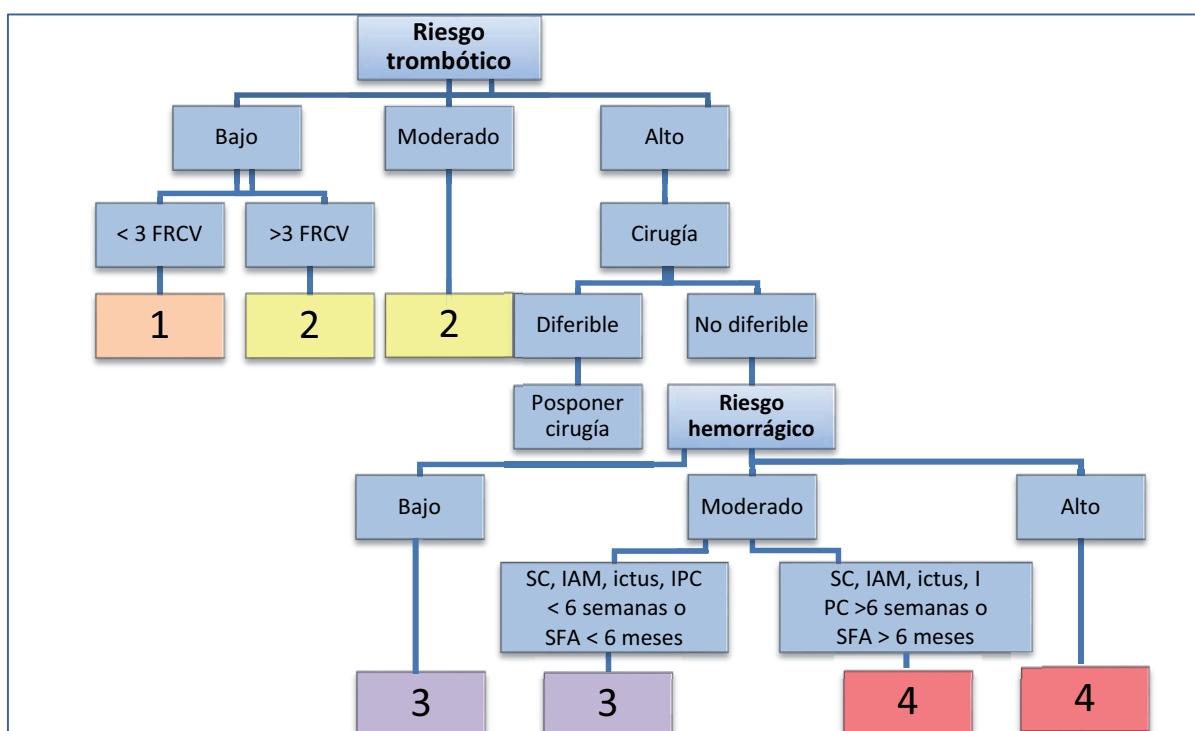 Riesgo
trombótico
Bajo
Moderado
Alto
< 3 FRCV
>3 FRCV
Cirugía
1
2
2
Diferible
No diferible
Posponer
cirugía
Riesgo
hemorrágico
Bajo
Moderado
Alto
SC, IAM, ictus, IPC
< 6 semanas o
SFA < 6 meses
SC, IAM, ictus, I
PC >6 semanas o
SFA > 6 meses
3
3
4
4